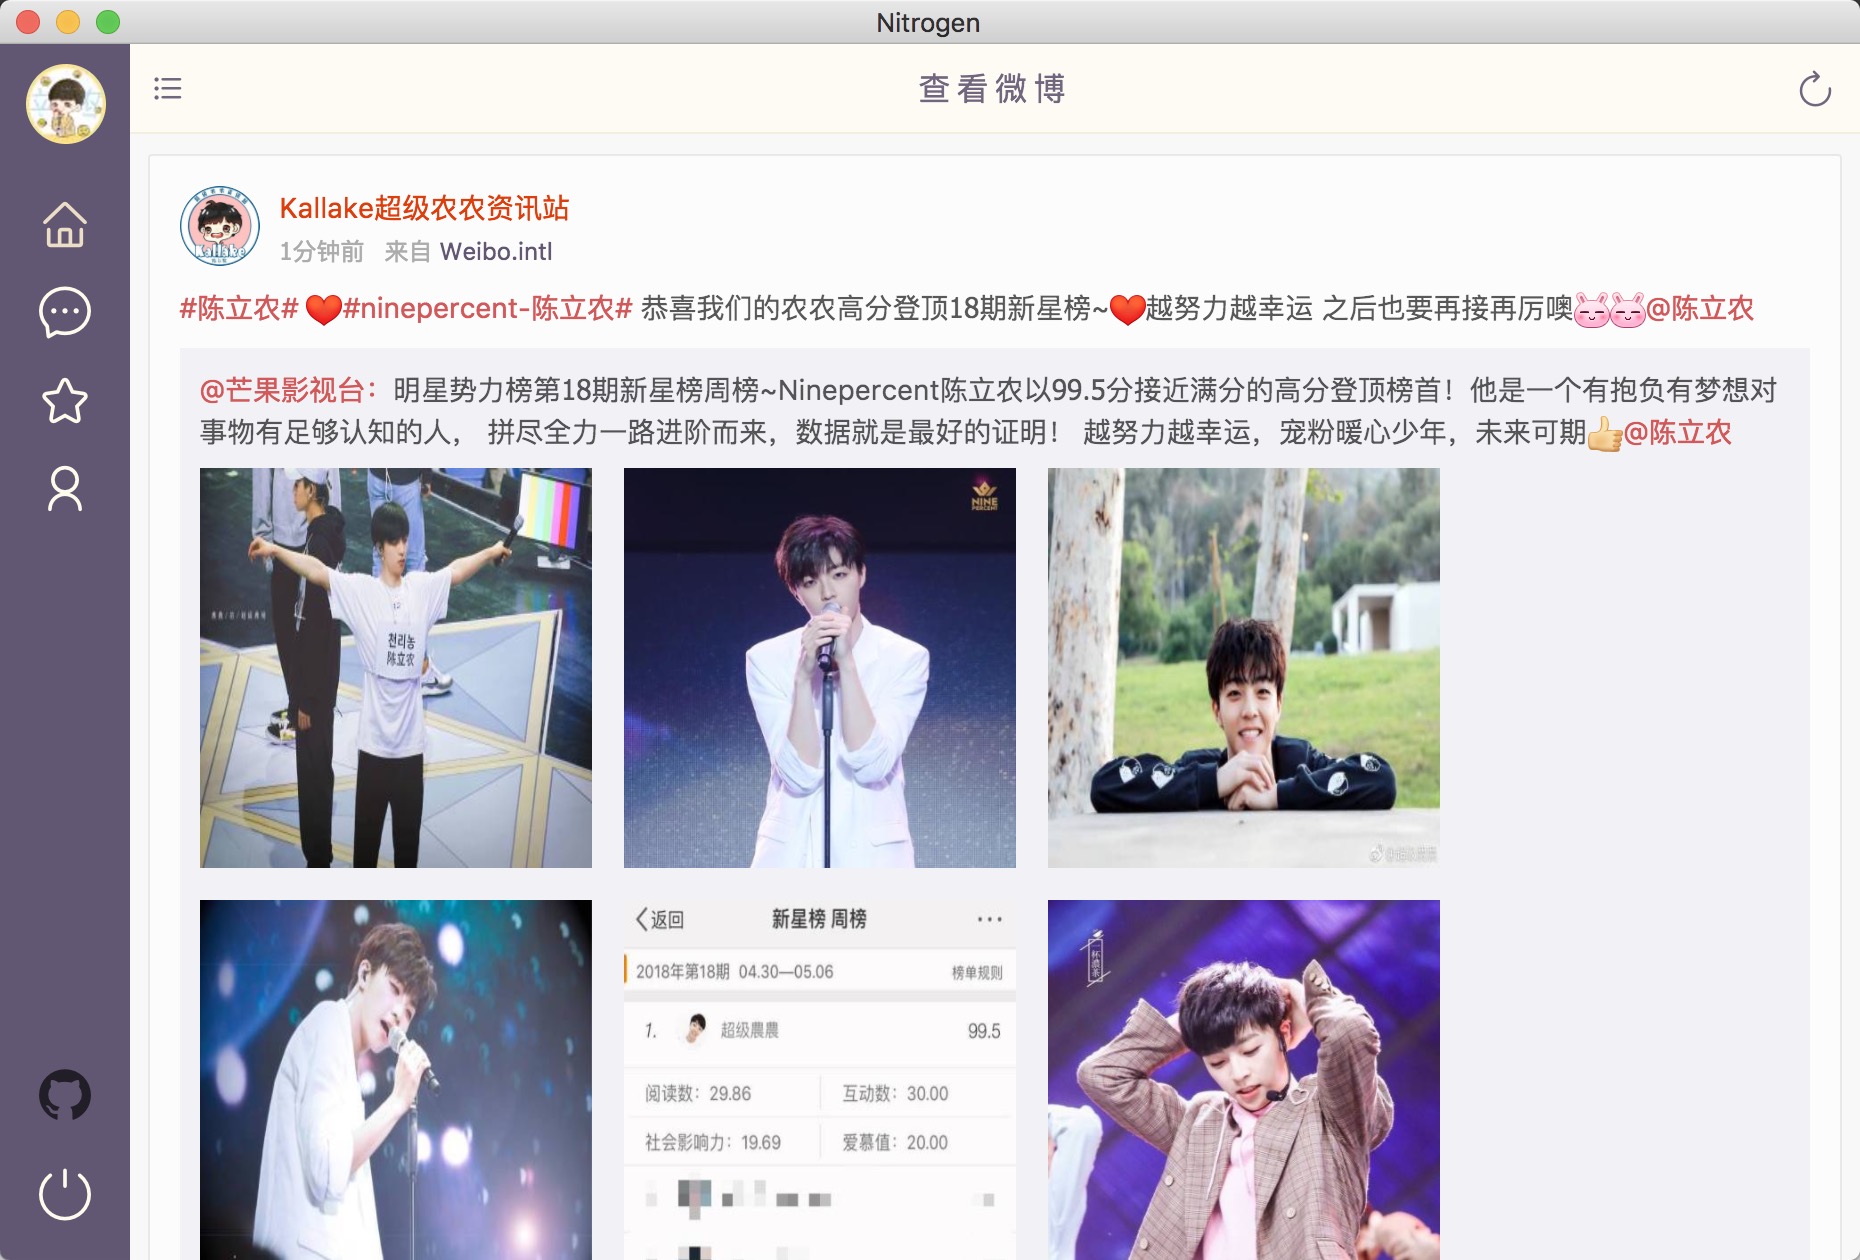 Nitrogen
查看微博
Kallake超级农农资讯站
1分钟前 来自 Weibo.intl
#陈立农# ❤️#ninepercent-陈立农# 恭喜我们的农农高分登顶18期新星榜~❤️越努力越幸运 之后也要再接再厉噢@陈立农
@芒果影视台：明星势力榜第18期新星榜周榜~Ninepercent陈立农以99.5分接近满分的高分登顶榜首！他是一个有抱负有梦想对
事物有足够认知的人， 拼尽全力一路进阶而来，数据就是最好的证明！ 越努力越幸运，宠粉暖心少年，未来可期👍@陈立农
천리농
陈立农
NINE
PERCENT
返回 新星榜 周榜 ···
2018年第18期 04.30—05.06 榜单规则
1. 超级農農 99.5
阅读数：29.86 互动数：30.00
社会影响力：19.69 爱慕值：20.00
一杯濃茶
Kallake